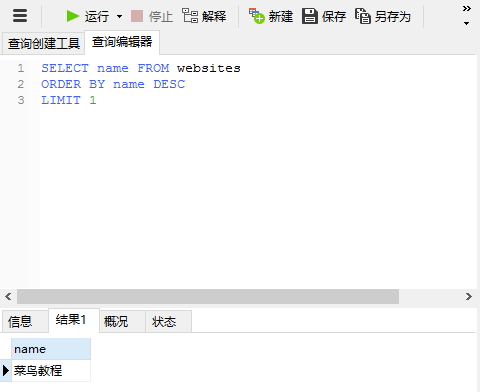 运行 停止 解释 新建 保存 另存为
查询创建工具 查询编辑器
1 SELECT name FROM websites
2 ORDER BY name DESC
3 LIMIT 1
信息 结果1 概况 状态
name
菜鸟教程